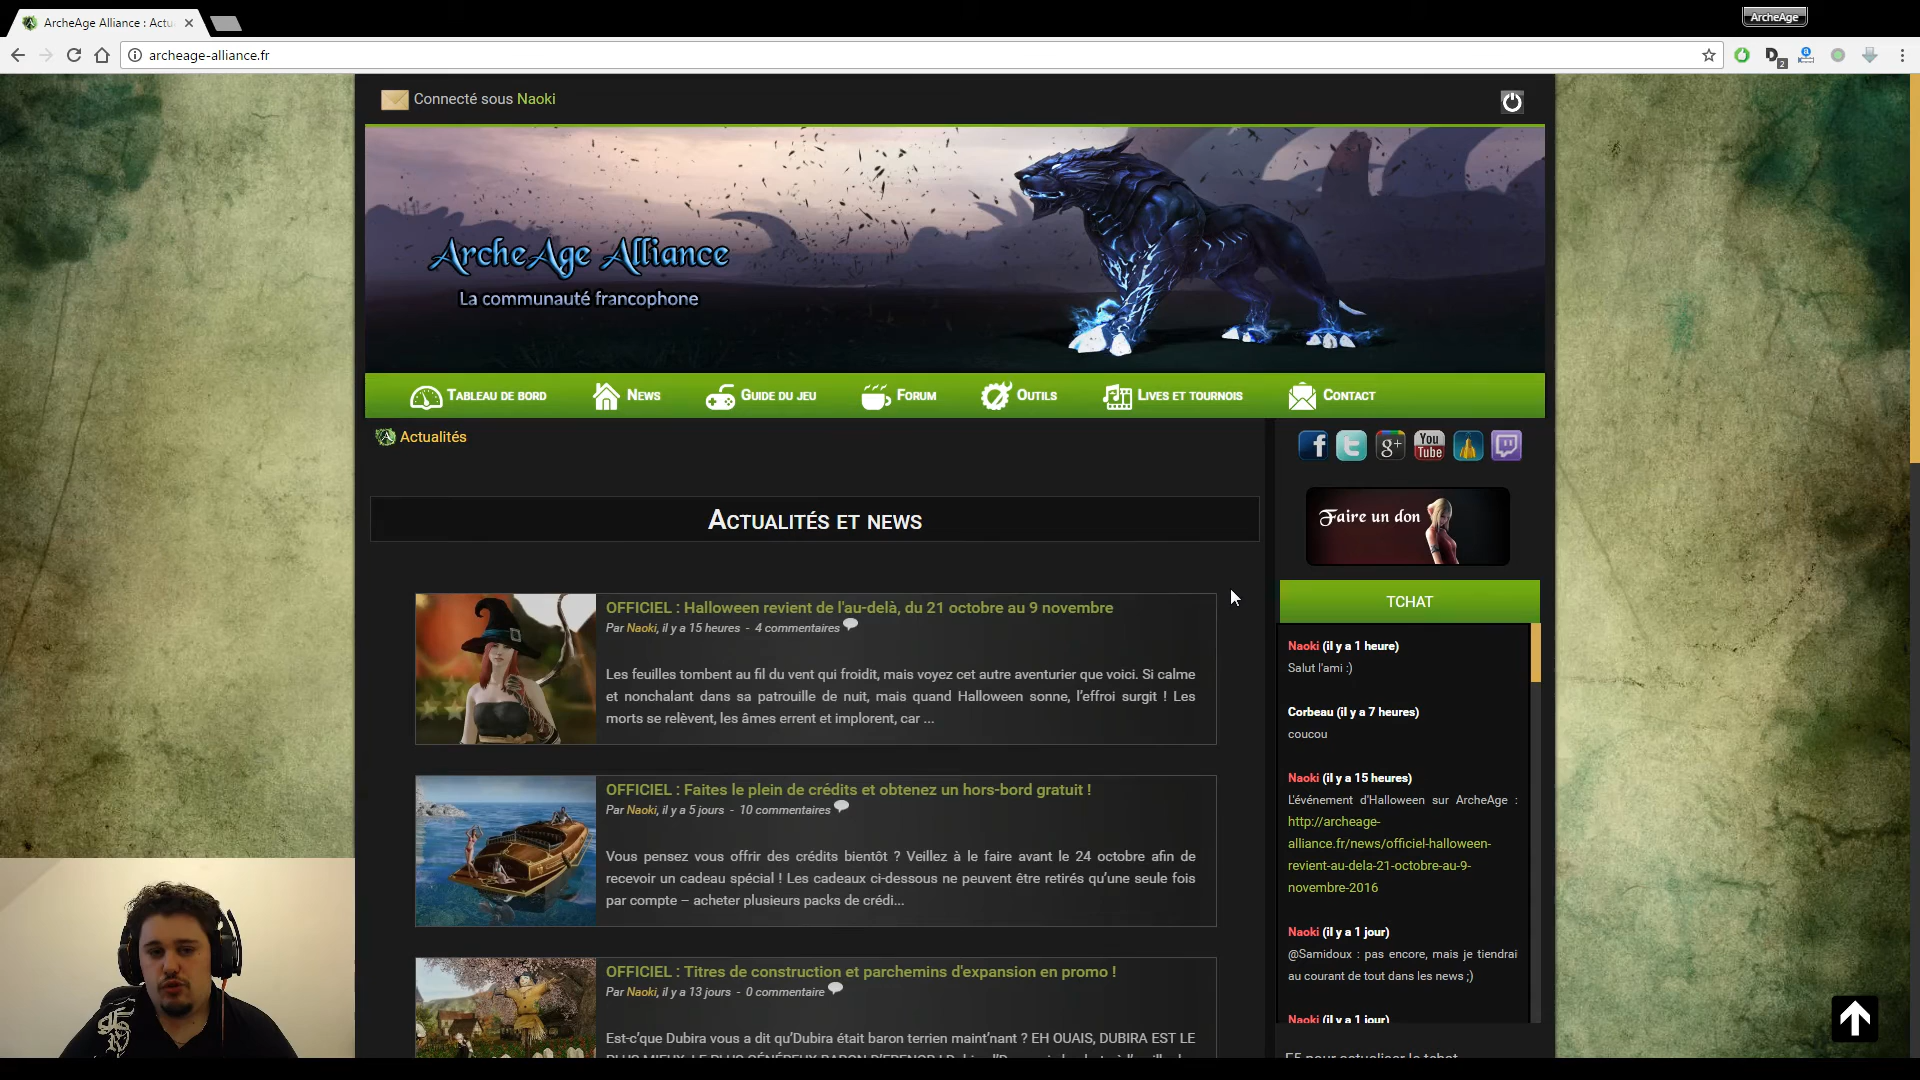 ArcheAge Alliance : Actu
ArcheAge
archeage-alliance.fr
2
Connecté sous Naoki
ArcheAge Alliance
La communauté francophone
Tableau de bord
News
Guide du jeu
Forum
Outils
Lives et tournois
Contact
Actualités
f t g+ You Tube
Actualités et news
Faire un don
OFFICIEL : Halloween revient de l'au-delà, du 21 octobre au 9 novembre
Par Naoki, il y a 15 heures - 4 commentaires
Les feuilles tombent au fil du vent qui froidit, mais voyez cet autre aventurier que voici. Si calme
et nonchalant dans sa patrouille de nuit, mais quand Halloween sonne, l'effroi surgit ! Les
morts se relèvent, les âmes errent et implorent, car ...
OFFICIEL : Faites le plein de crédits et obtenez un hors-bord gratuit !
Par Naoki, il y a 5 jours - 10 commentaires
Vous pensez vous offrir des crédits bientôt ? Veillez à le faire avant le 24 octobre afin de
recevoir un cadeau spécial ! Les cadeaux ci-dessous ne peuvent être retirés qu'une seule fois
par compte – acheter plusieurs packs de crédi...
OFFICIEL : Titres de construction et parchemins d'expansion en promo !
Par Naoki, il y a 13 jours - 0 commentaire
Est-c'que Dubira vous a dit qu'Dubira était baron terrien maint'nant ? EH OUAIS, DUBIRA EST LE
TCHAT
Naoki (il y a 1 heure)
Salut l'ami :)
Corbeau (il y a 7 heures)
coucou
Naoki (il y a 15 heures)
L'événement d'Halloween sur ArcheAge :
http://archeage-
alliance.fr/news/officiel-halloween-
revient-au-dela-21-octobre-au-9-
novembre-2016
Naoki (il y a 1 jour)
@Samidoux : pas encore, mais je tiendrai
au courant de tout dans les news ;)
Naoki (il y a 1 jour)
F5 pour actualiser le tchat